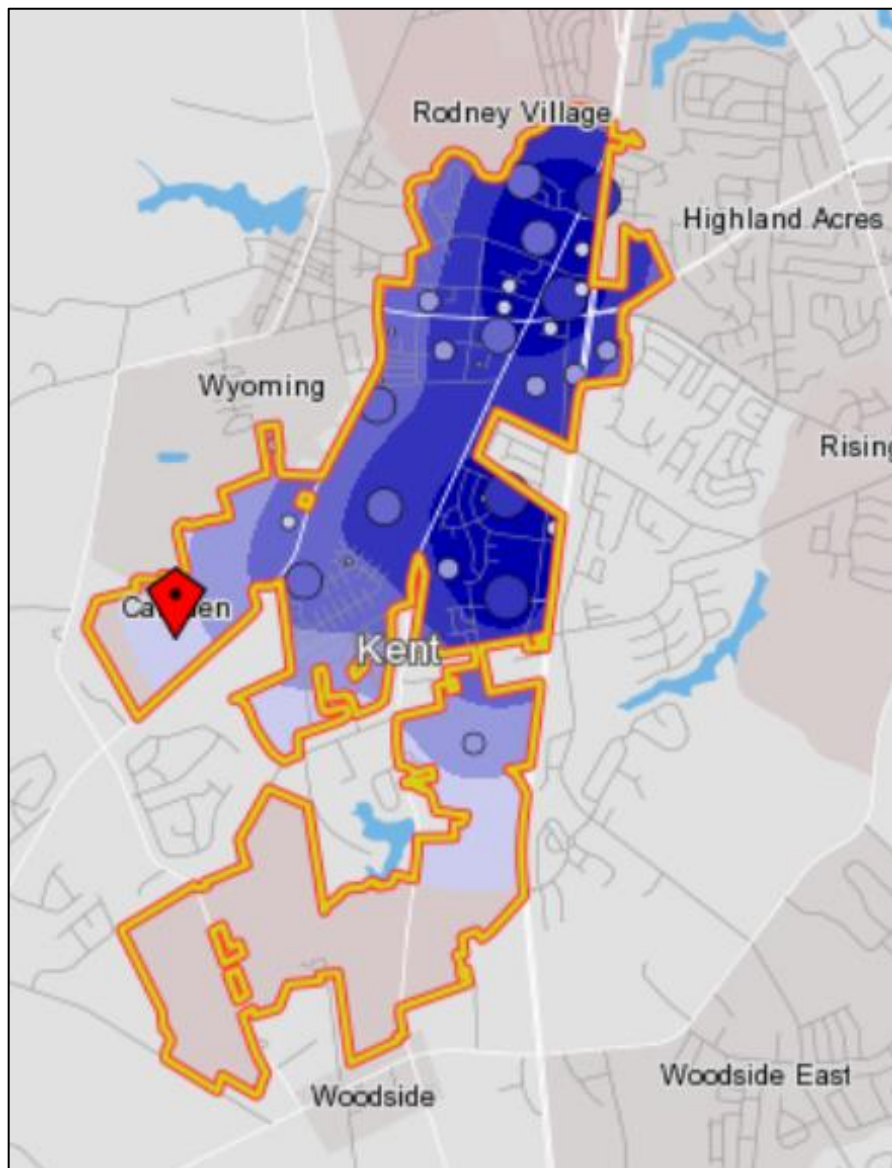 Rodney Village
Highland Acres
Wyoming
Rising
Kent
Woodside
Woodside East